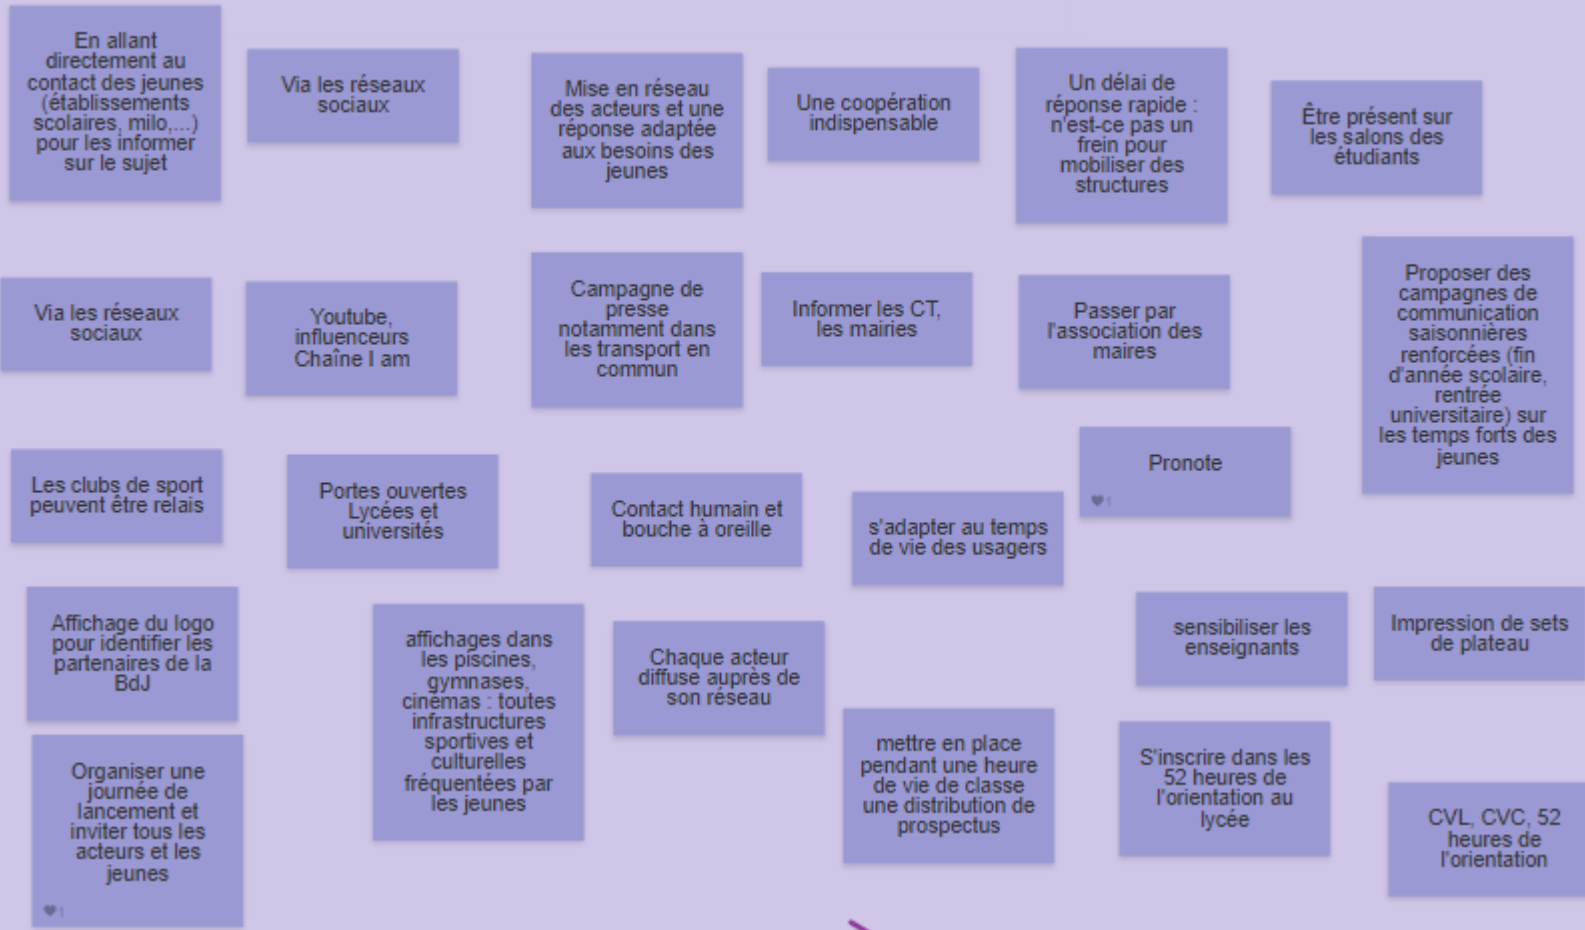 En allant
directement au
contact des jeunes
(établissements
scolaires, milo,...)
pour les informer
sur le sujet
Via les réseaux
sociaux
Mise en réseau
des acteurs et une
réponse adaptée
aux besoins des
jeunes
Une coopération
indispensable
Un délai de
réponse rapide :
n'est-ce pas un
frein pour
mobiliser des
structures
Être présent sur
les salons des
étudiants
Via les réseaux
sociaux
Youtube,
influenceurs
Chaîne I am
Campagne de
presse
notamment dans
les transport en
commun
Informer les CT,
les mairies
Passer par
l'association des
maires
Proposer des
campagnes de
communication
saisonnières
renforcées (fin
d'année scolaire,
rentrée
universitaire) sur
les temps forts des
jeunes
Les clubs de sport
peuvent être relais
Portes ouvertes
Lycées et
universités
Contact humain et
bouche à oreille
s'adapter au temps
de vie des usagers
Pronote
1
Affichage du logo
pour identifier les
partenaires de la
BdJ
affichages dans
les piscines,
gymnases,
cinémas : toutes
infrastructures
sportives et
culturelles
fréquentées par
les jeunes
Chaque acteur
diffuse auprès de
son réseau
sensibiliser les
enseignants
Impression de sets
de plateau
Organiser une
journée de
lancement et
inviter tous les
acteurs et les
jeunes
1
mettre en place
pendant une heure
de vie de classe
une distribution de
prospectus
S'inscrire dans les
52 heures de
l'orientation au
lycée
CVL, CVC, 52
heures de
l'orientation